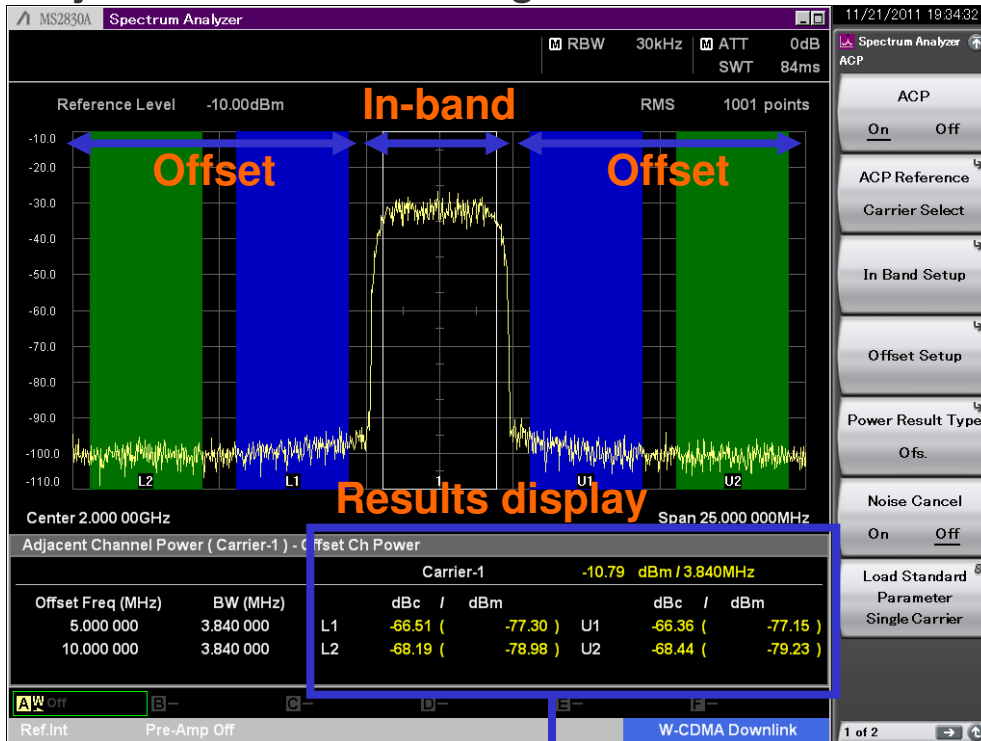 MS2830A Spectrum Analyzer
11/21/2011 19:34:32
M RBW 30kHz M ATT 0dB
SWT 84ms
Reference Level -10.00dBm
In-band
RMS 1001 points
Offset
Offset
-10.0
-20.0
-30.0
-40.0
-50.0
-60.0
-70.0
-80.0
-90.0
-100.0
-110.0
L2 L1 1 U1 U2
Results display
Center 2.000 00GHz
Span 25.000 000MHz
Adjacent Channel Power ( Carrier-1 ) - Offset Ch Power
Carrier-1 -10.79 dBm / 3.840MHz
Offset Freq (MHz) BW (MHz) dBc / dBm dBc / dBm
5.000 000 3.840 000 L1 -66.51 ( -77.30 ) U1 -66.36 ( -77.15 )
10.000 000 3.840 000 L2 -68.19 ( -78.98 ) U2 -68.44 ( -79.23 )
A W Off B- C- D- E- F-
Ref.Int Pre-Amp Off W-CDMA Downlink
Spectrum Analyzer
ACP
ACP
On Off
ACP Reference
Carrier Select
In Band Setup
Offset Setup
Power Result Type
Ofs.
Noise Cancel
On Off
Load Standard
Parameter
Single Carrier
1 of 2